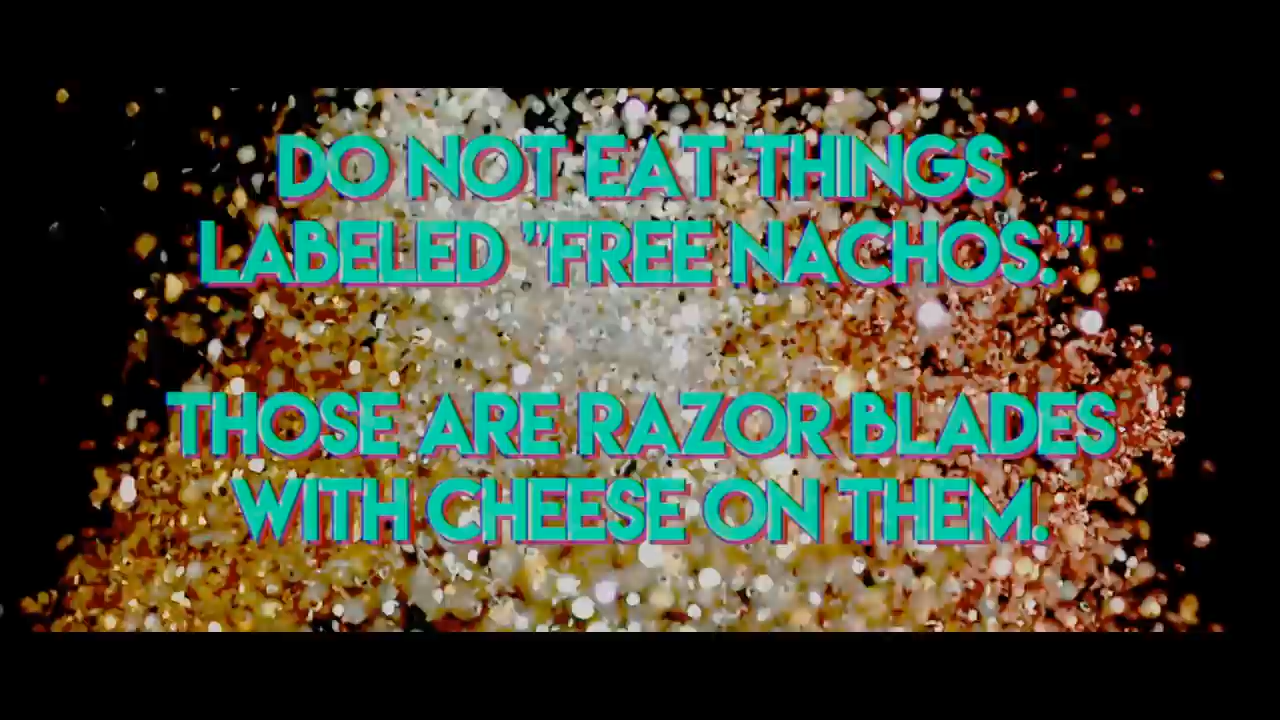 DO NOT EAT THINGS
LABELED "FREE NACHOS."
THOSE ARE RAZOR BLADES
WITH CHEESE ON THEM.